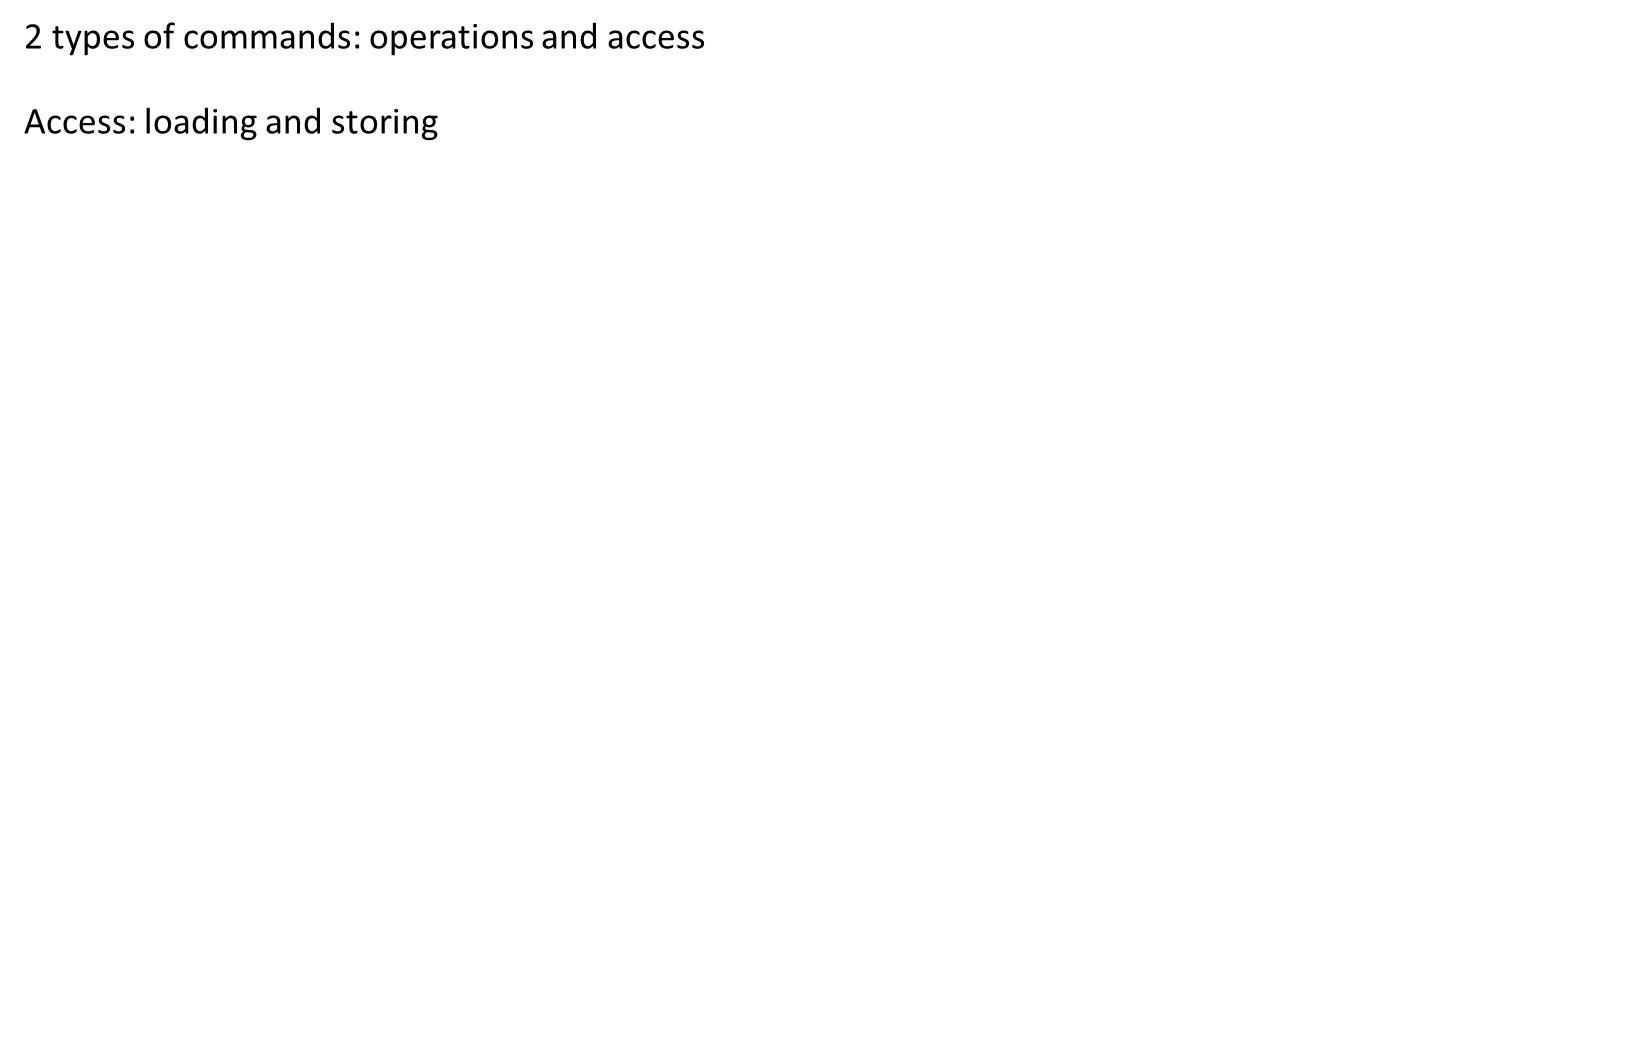 2 types of commands: operations and access
Access: loading and storing